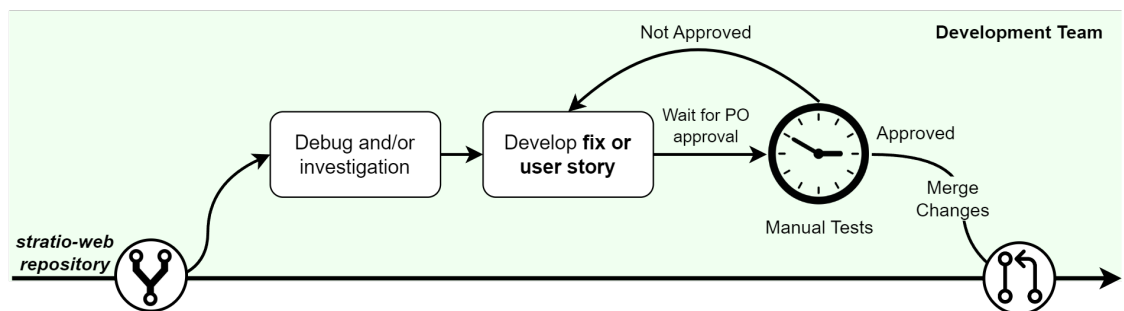 Not Approved
Development Team
Wait for PO
approval
Debug and/or
investigation
Develop fix or
user story
Approved
Manual Tests
Merge
Changes
stratio-web
repository